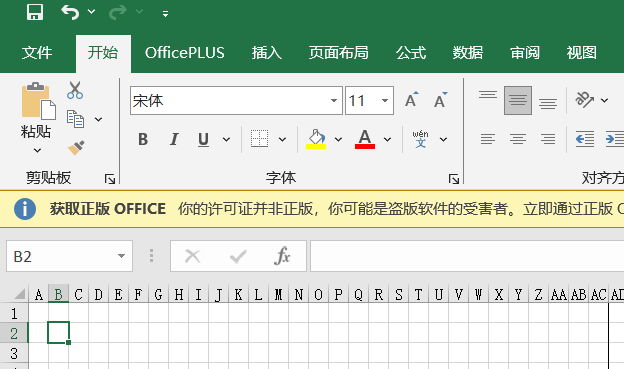 文件 开始 OfficePLUS 插入 页面布局 公式 数据 审阅 视图
宋体 11 A A
粘贴
B I U A wén 文
剪贴板 字体 对齐方
获取正版 OFFICE 你的许可证并非正版，你可能是盗版软件的受害者。立即通过正版 O
B2 fx
A B C D E F G H I J K L M N O P Q R S T U V W X Y Z AA AB AC AD
1
2
3